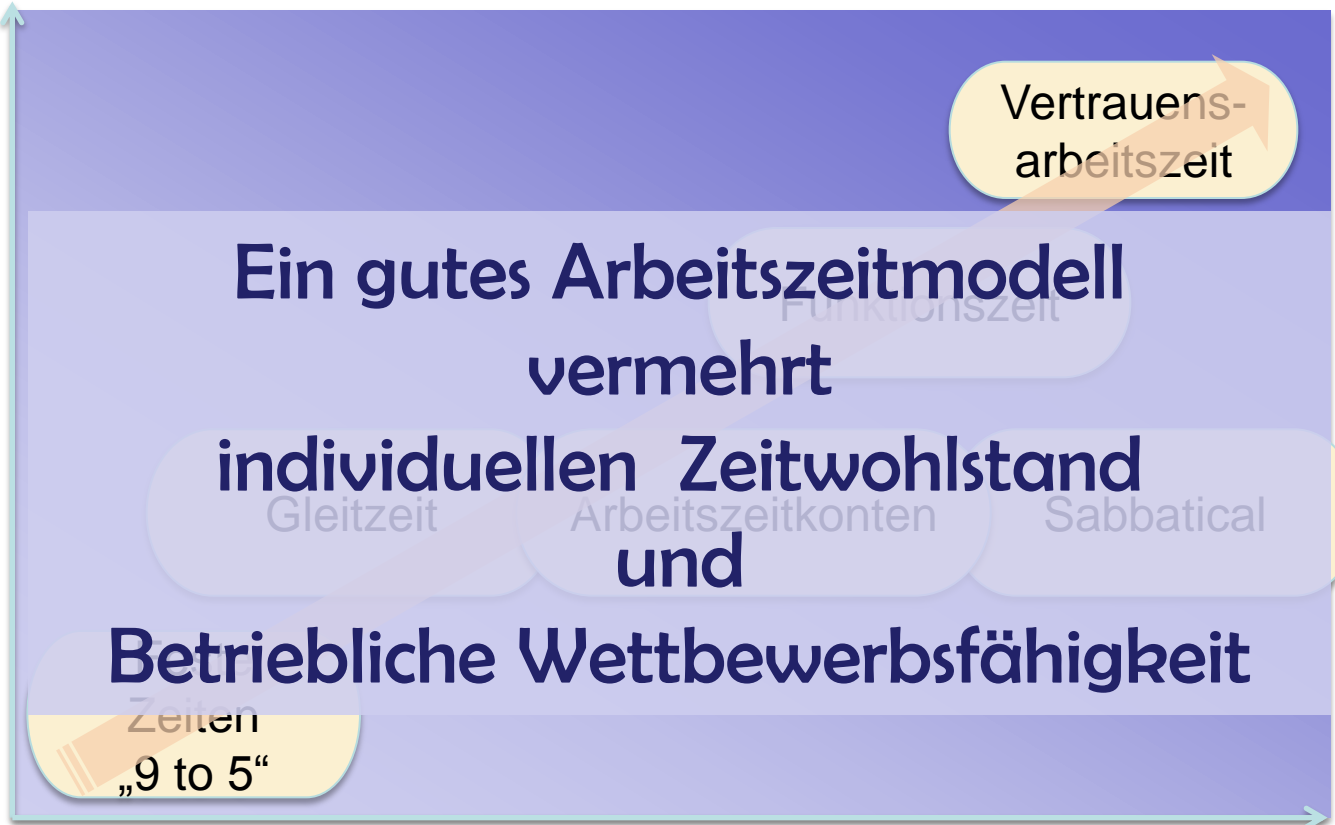 Vertrauens-
arbeitszeit
Ein gutes Arbeitszeitmodell
Funktionszeit
vermehrt
individuellen Zeitwohlstand
Gleitzeit Arbeitszeitkonten Sabbatical
und
Betriebliche Wettbewerbsfähigkeit
Zeiten
„9 to 5“